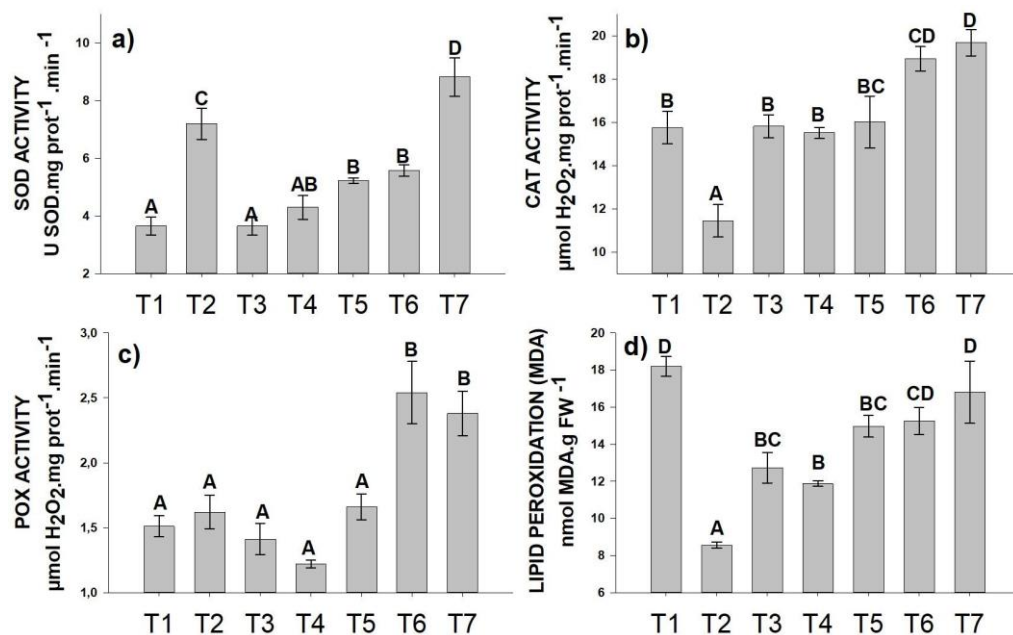 a)
SOD ACTIVITY
U SOD.mg prot⁻¹ .min ⁻¹
10
8
6
4
2
A
C
A
AB
B
B
D
T1 T2 T3 T4 T5 T6 T7
b)
CAT ACTIVITY
µmol H₂O₂.mg prot⁻¹.min⁻¹
20
18
16
14
12
10
B
A
B
B
BC
CD
D
T1 T2 T3 T4 T5 T6 T7
c)
POX ACTIVITY
µmol H₂O₂.mg prot⁻¹.min⁻¹
3,0
2,5
2,0
1,5
1,0
A
A
A
A
A
B
B
T1 T2 T3 T4 T5 T6 T7
d)
LIPID PEROXIDATION (MDA)
nmol MDA.g FW ⁻¹
20
18
16
14
12
10
8
6
D
A
BC
B
BC
CD
D
T1 T2 T3 T4 T5 T6 T7